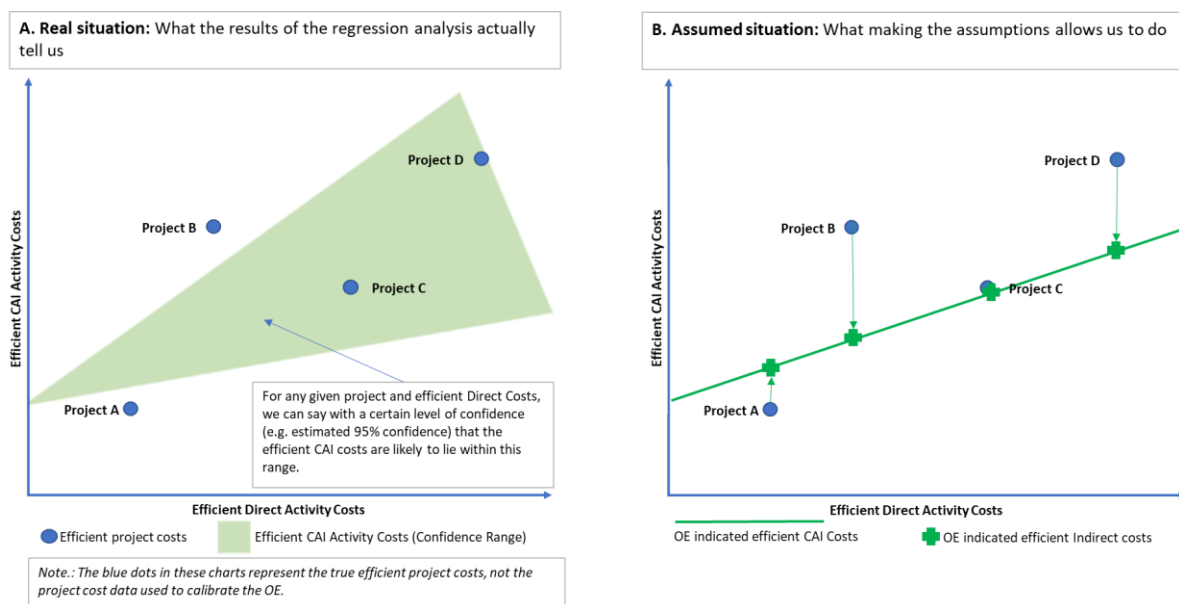 A. Real situation: What the results of the regression analysis actually
tell us
Efficient CAI Activity Costs
Project D
Project B
Project C
Project A
For any given project and efficient Direct Costs,
we can say with a certain level of confidence
(e.g. estimated 95% confidence) that the
efficient CAI costs are likely to lie within this
range.
Efficient Direct Activity Costs
Efficient project costs
Efficient CAI Activity Costs (Confidence Range)
Note.: The blue dots in these charts represent the true efficient project costs, not the
project cost data used to calibrate the OE.
B. Assumed situation: What making the assumptions allows us to do
Efficient CAI Activity Costs
Project D
Project B
Project C
Project A
Efficient Direct Activity Costs
OE indicated efficient CAI Costs
OE indicated efficient Indirect costs